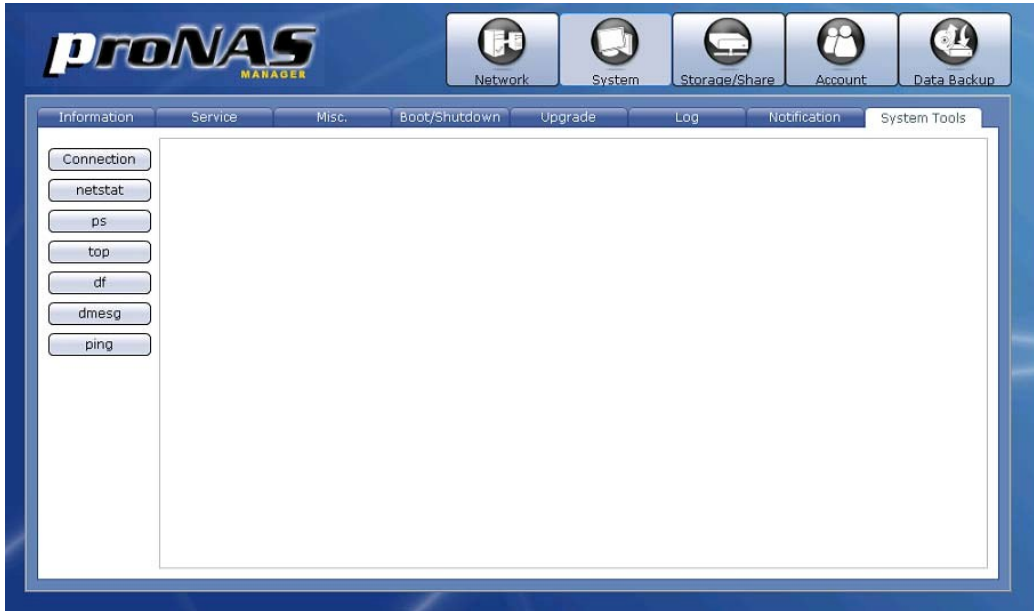 proNAS
MANAGER
Network System Storage/Share Account Data Backup
Information Service Misc. Boot/Shutdown Upgrade Log Notification System Tools
Connection
netstat
ps
top
df
dmesg
ping